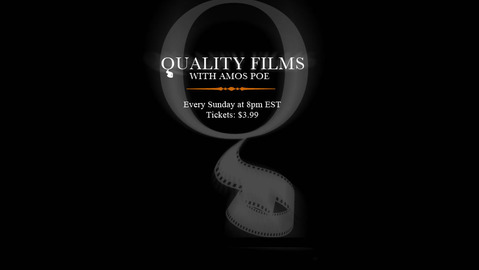 QUALITY FILMS
WITH AMOS POE
Every Sunday at 8pm EST
Tickets: $3.99